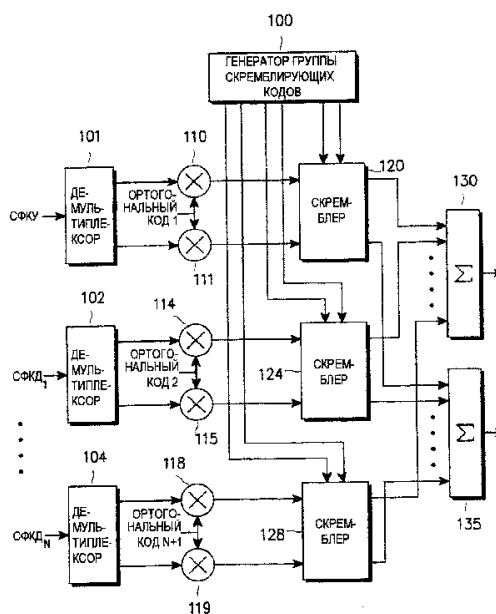 100
ГЕНЕРАТОР ГРУППЫ
СКРЕМБЛИРУЮЩИХ
КОДОВ
101
ДЕ-
МУЛЬ-
ТИПЛЕ-
КСОР
СФКУ
110
ОРТОГО-
НАЛЬНЫЙ
КОД 1
111
120
СКРЕМ-
БЛЕР
130
Σ
102
ДЕ-
МУЛЬ-
ТИПЛЕ-
КСОР
СФКД1
114
ОРТОГО-
НАЛЬНЫЙ
КОД 2
115
124
СКРЕМ-
БЛЕР
Σ
135
104
ДЕ-
МУЛЬ-
ТИПЛЕ-
КСОР
СФКДN
118
ОРТОГО-
НАЛЬНЫЙ
КОД N+1
119
128
СКРЕМ-
БЛЕР